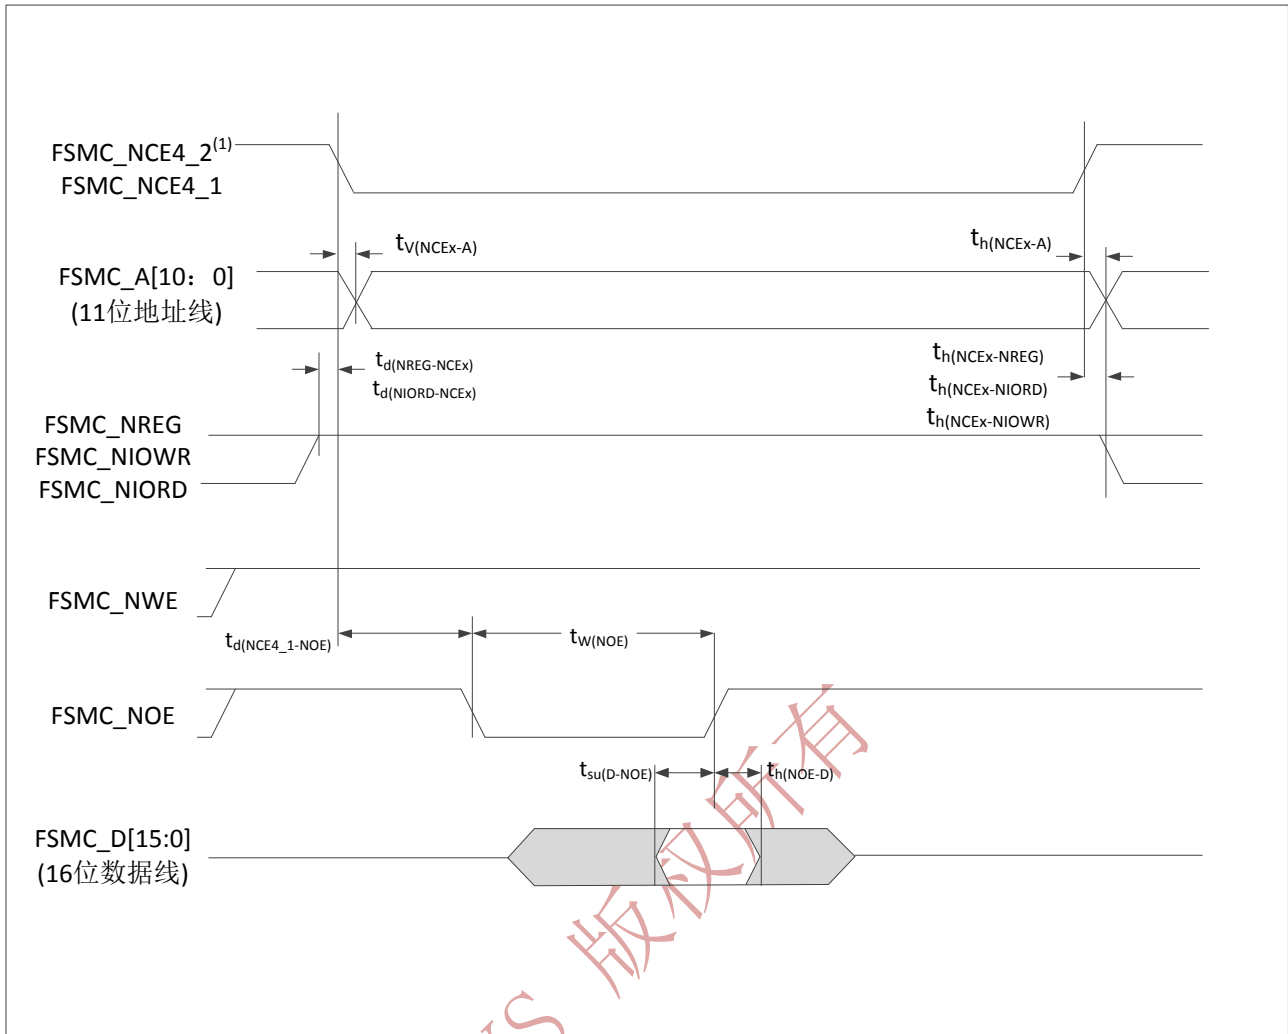 FSMC_NCE4_2(1)
FSMC_NCE4_1
tV(NCEx-A)
th(NCEx-A)
FSMC_A[10：0]
(11位地址线)
td(NREG-NCEx)
td(NIORD-NCEx)
th(NCEx-NREG)
th(NCEx-NIORD)
th(NCEx-NIOWR)
FSMC_NREG
FSMC_NIOWR
FSMC_NIORD
FSMC_NWE
td(NCE4_1-NOE)
tW(NOE)
FSMC_NOE
tsu(D-NOE)
th(NOE-D)
FSMC_D[15:0]
(16位数据线)
版权所有